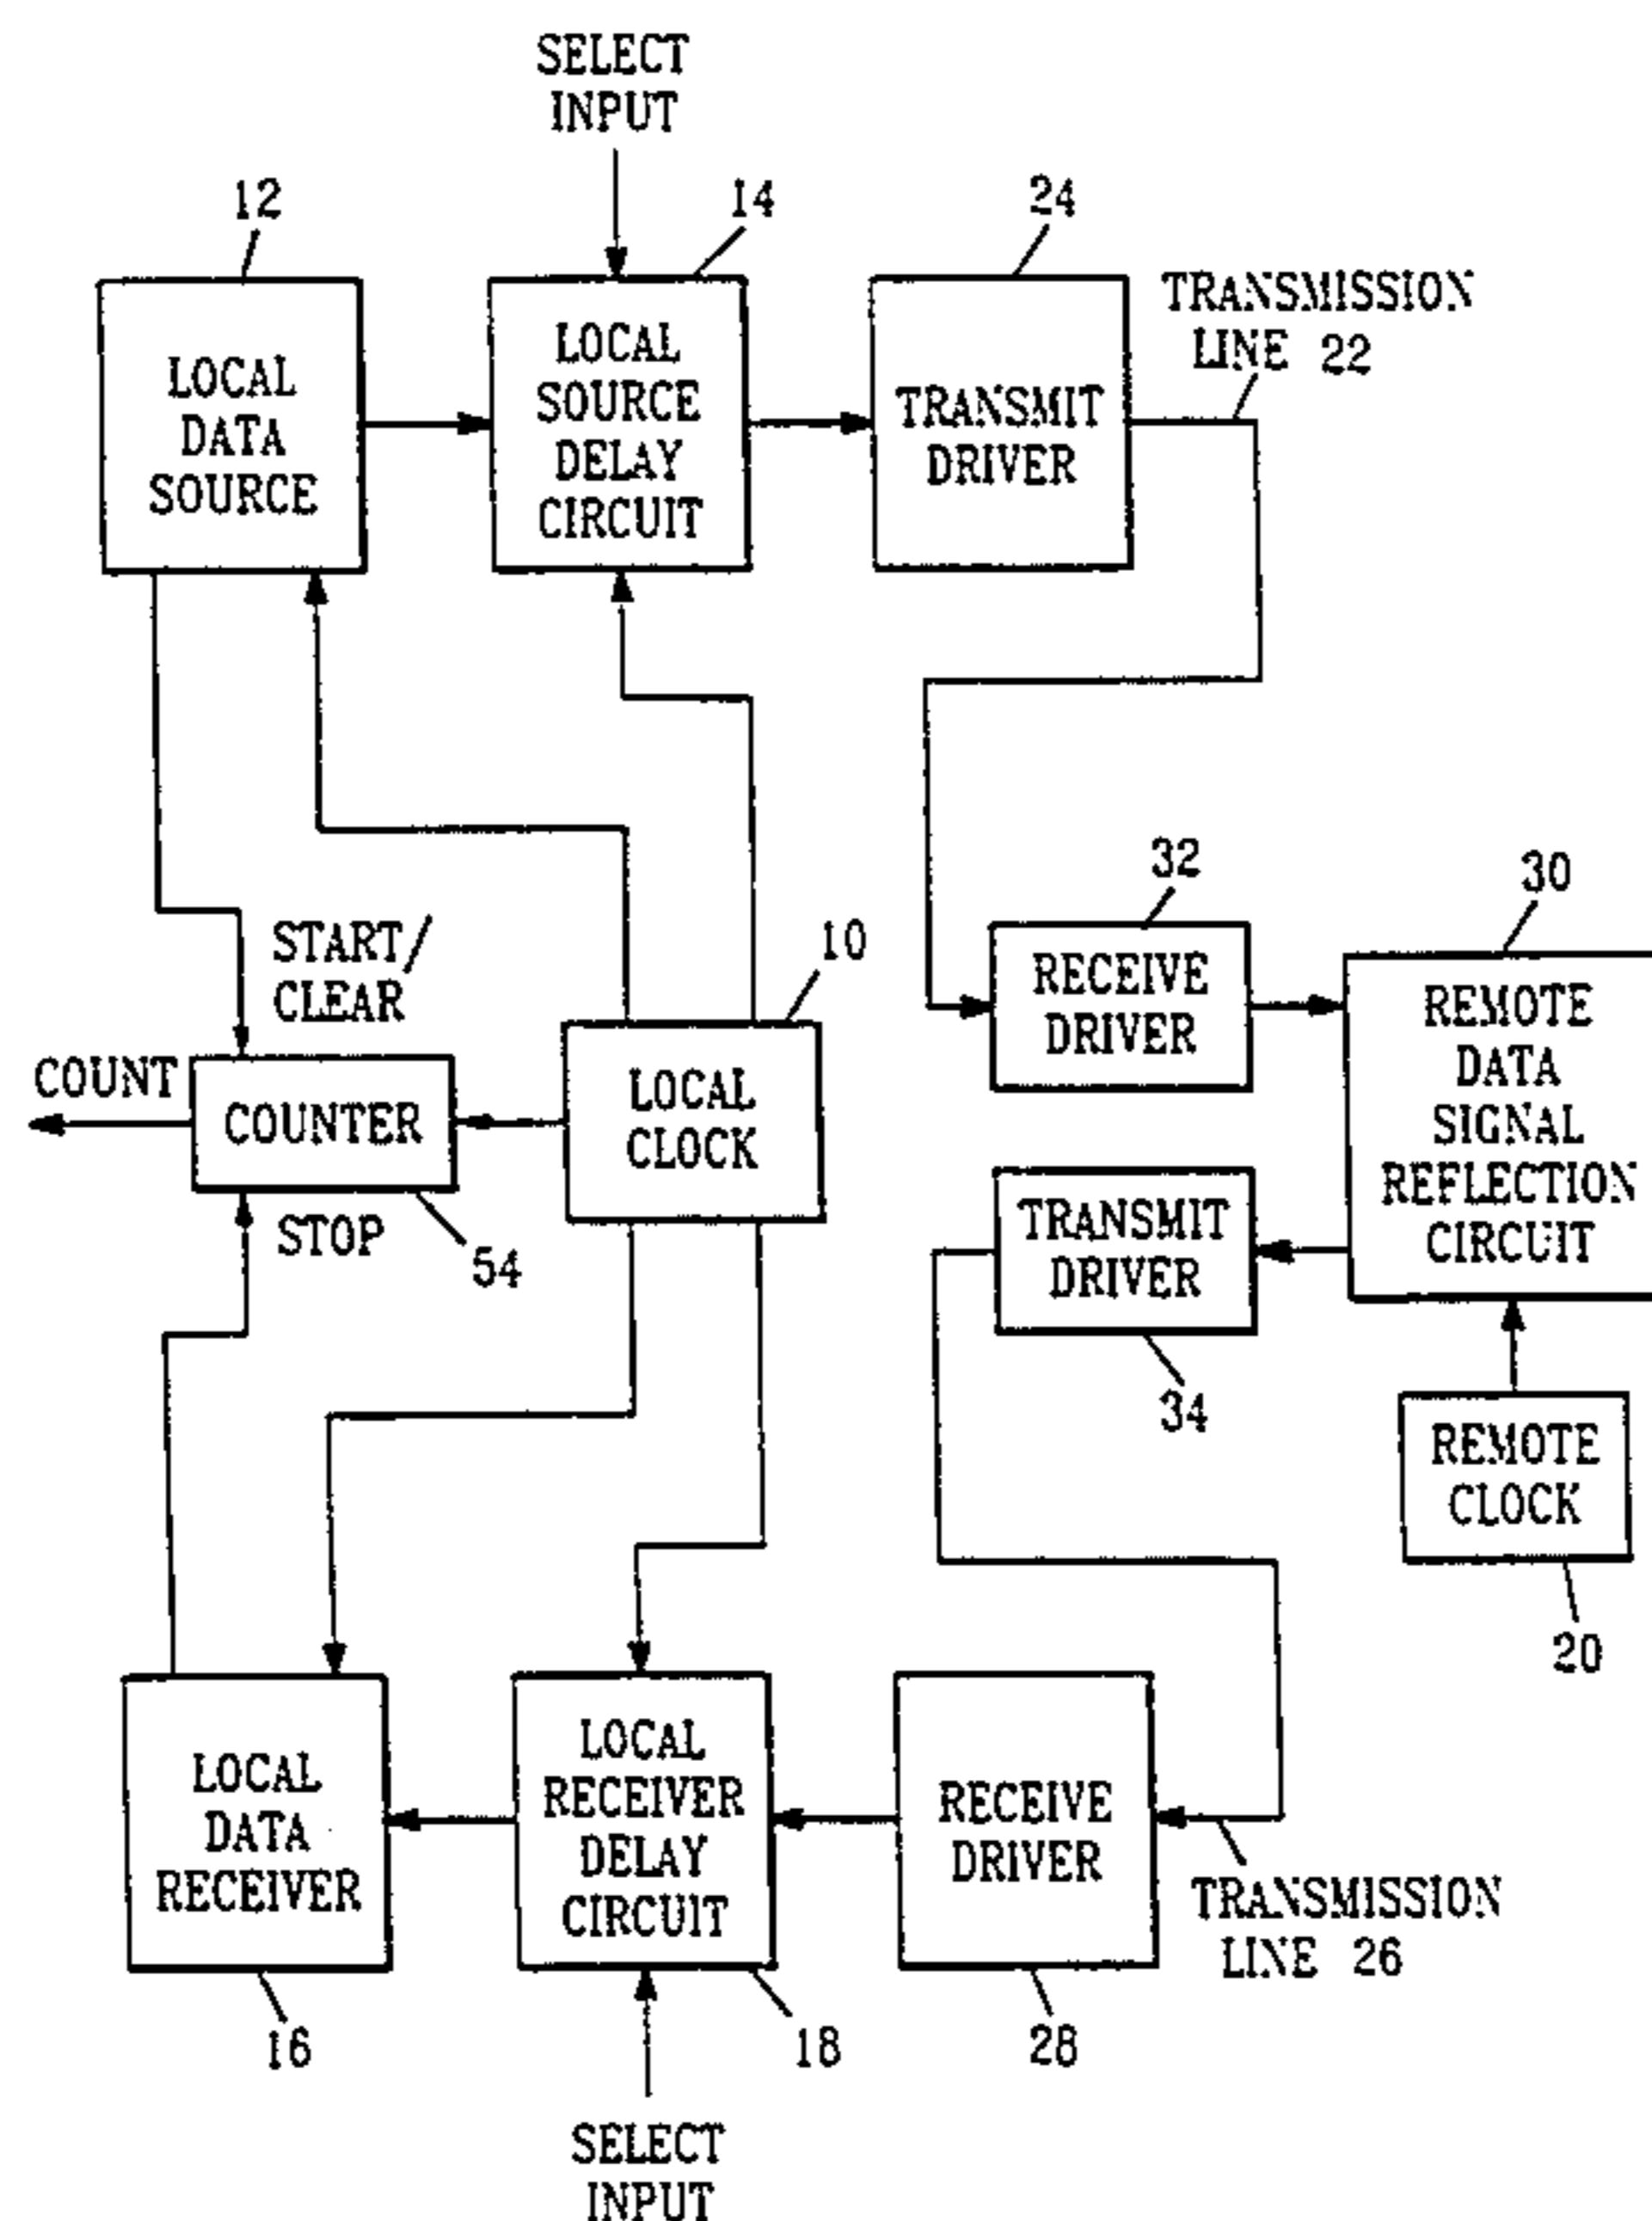 SELECT
INPUT
12
14
24
TRANSMISSION
LINE 22
LOCAL
DATA
SOURCE
LOCAL
SOURCE
DELAY
CIRCUIT
TRANSMIT
DRIVER
32
30
10
START/
CLEAR
RECEIVE
DRIVER
REMOTE
DATA
SIGNAL
REFLECTION
CIRCUIT
COUNT
COUNTER
LOCAL
CLOCK
STOP
54
TRANSMIT
DRIVER
34
REMOTE
CLOCK
20
LOCAL
DATA
RECEIVER
LOCAL
RECEIVER
DELAY
CIRCUIT
RECEIVE
DRIVER
TRANSMISSION
LINE 26
16
18
28
SELECT
INPUT